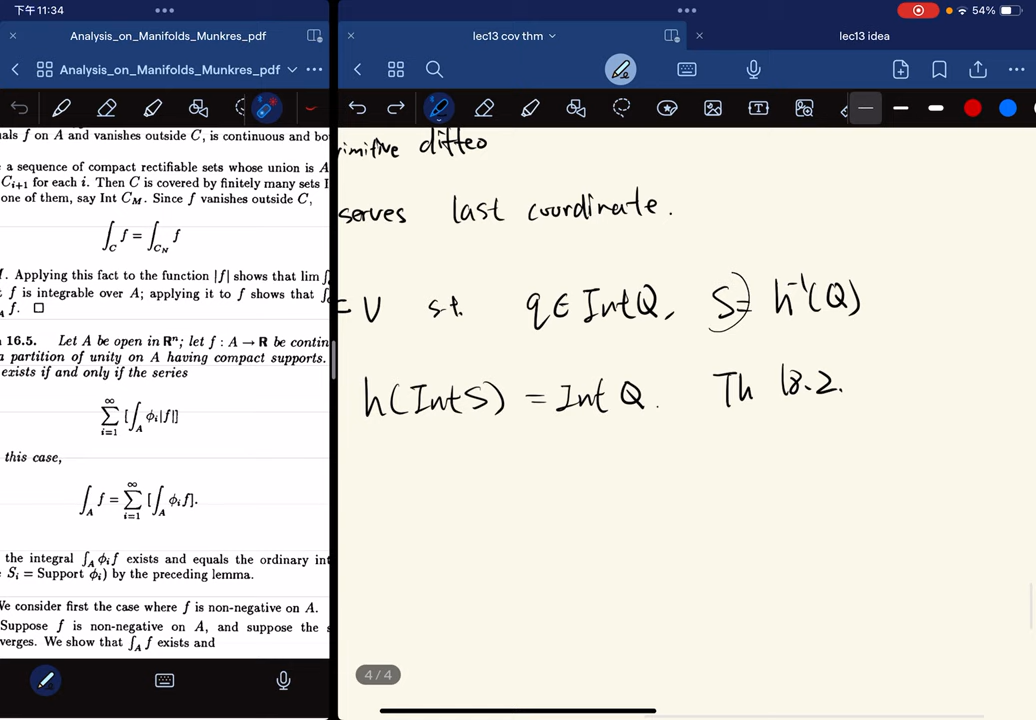 下午11:34
54%
Analysis_on_Manifolds_Munkres_pdf
lec13 cov thm
lec13 idea
Analysis_on_Manifolds_Munkres_pdf
als f on A and vanishes outside C, is continuous and bo
a sequence of compact rectifiable sets whose union is A
C_{i+1} for each i. Then C is covered by finitely many sets I
one of them, say Int C_M. Since f vanishes outside C,
∫_C f = ∫_{C_N} f
. Applying this fact to the function |f| shows that lim ∫
f is integrable over A; applying it to f shows that ∫
f. □
16.5. Let A be open in R^n; let f : A → R be contin
partition of unity on A having compact supports.
exists if and only if the series
∑_{i=1}^∞ [∫_A φ_i|f|]
this case,
∫_A f = ∑_{i=1}^∞ [∫_A φ_i f].
the integral ∫_A φ_i f exists and equals the ordinary int
S_i = Support φ_i) by the preceding lemma.
We consider first the case where f is non-negative on A.
Suppose f is non-negative on A, and suppose the s
verges. We show that ∫_A f exists and
rimitive diffeo
serves last coordinate.
= V s.t. q ∈ Int Q, S = h^{-1}(Q)
h(Int S) = Int Q. Th 18.2.
4/4